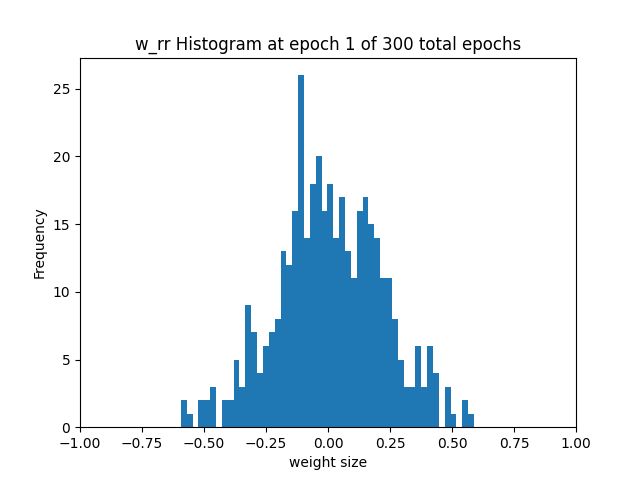 w_rr Histogram at epoch 1 of 300 total epochs
25
20
15
10
5
0
Frequency
−1.00 −0.75 −0.50 −0.25 0.00 0.25 0.50 0.75 1.00
weight size